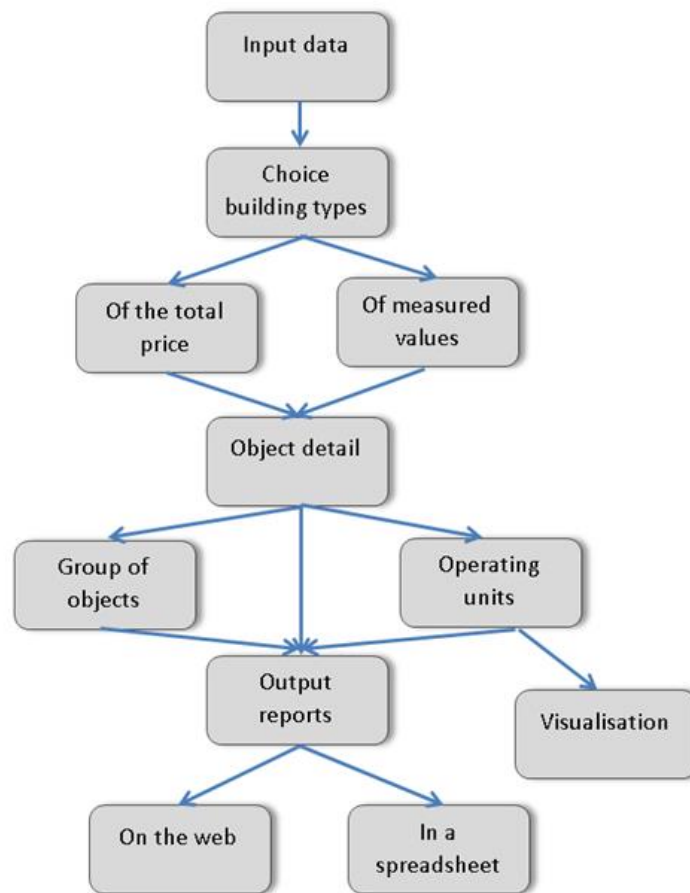 Input data
Choice
building types
Of the total
price
Of measured
values
Object detail
Group of
objects
Operating
units
Output
reports
Visualisation
On the web
In a
spreadsheet